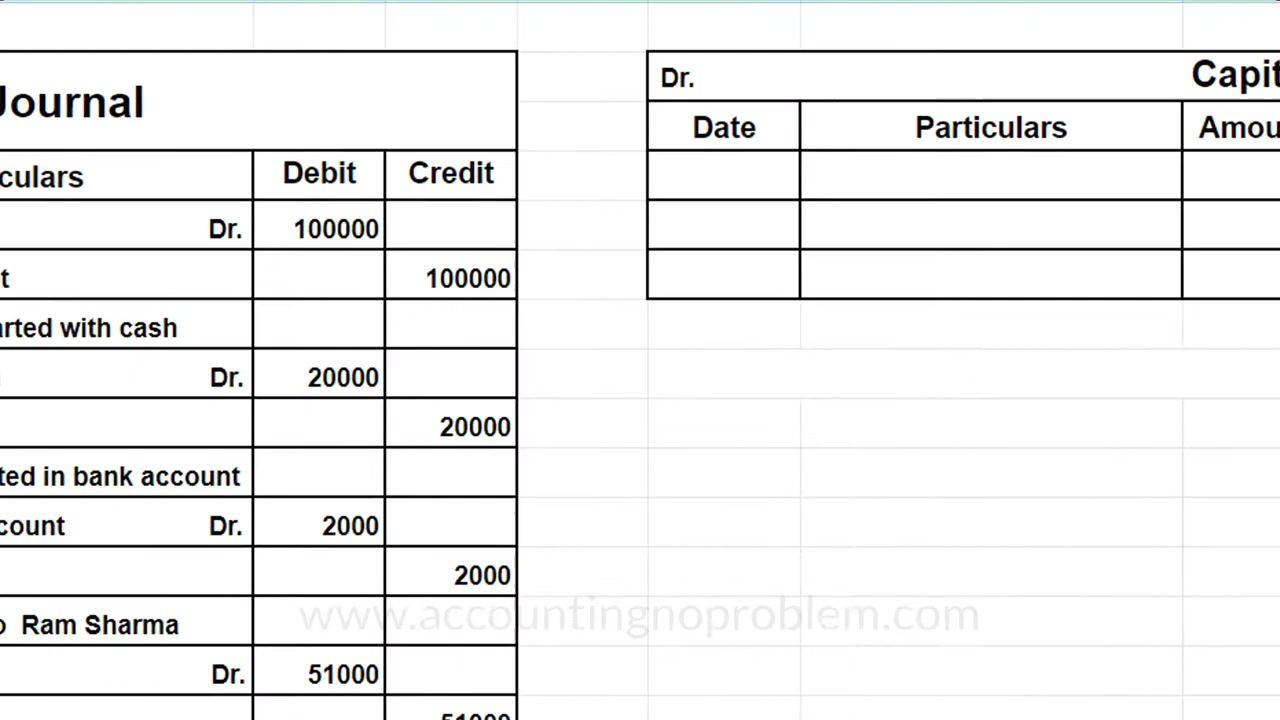 Journal
culars Debit Credit
Dr. 100000
t 100000
arted with cash
Dr. 20000
20000
ted in bank account
count Dr. 2000
2000
o Ram Sharma
Dr. 51000
51000
Dr. Capit
Date Particulars Amou
www.accountingnoproblem.com